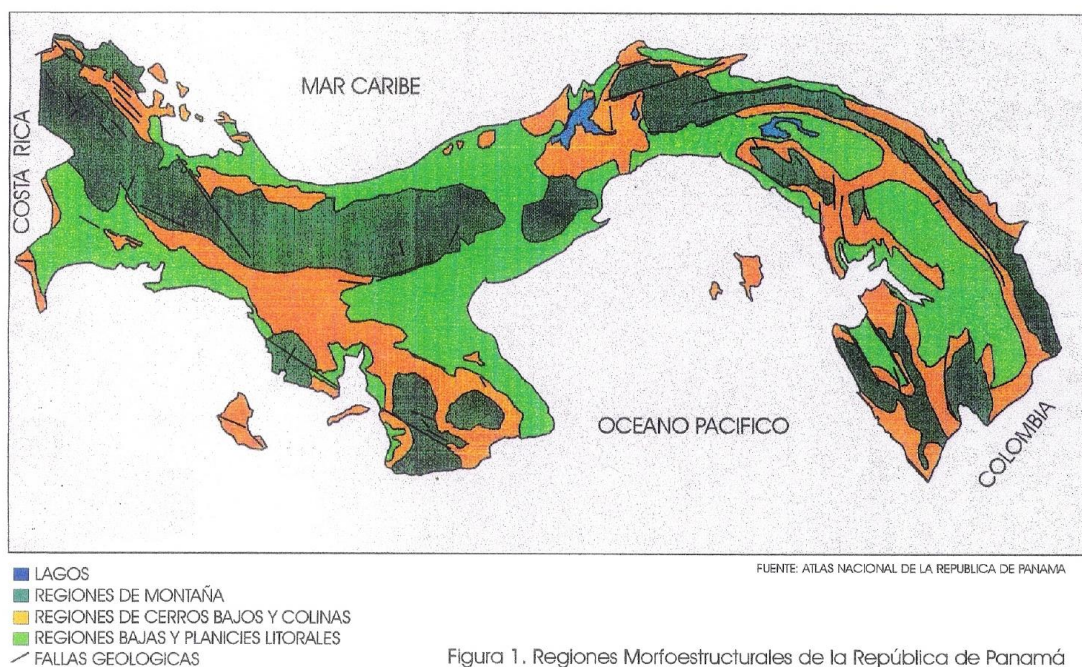 MAR CARIBE
COSTA RICA
OCEANO PACIFICO
COLOMBIA
FUENTE: ATLAS NACIONAL DE LA REPUBLICA DE PANAMA
LAGOS
REGIONES DE MONTAÑA
REGIONES DE CERROS BAJOS Y COLINAS
REGIONES BAJAS Y PLANICIES LITORALES
FALLAS GEOLOGICAS
Figura 1. Regiones Morfoestructurales de la República de Panamá